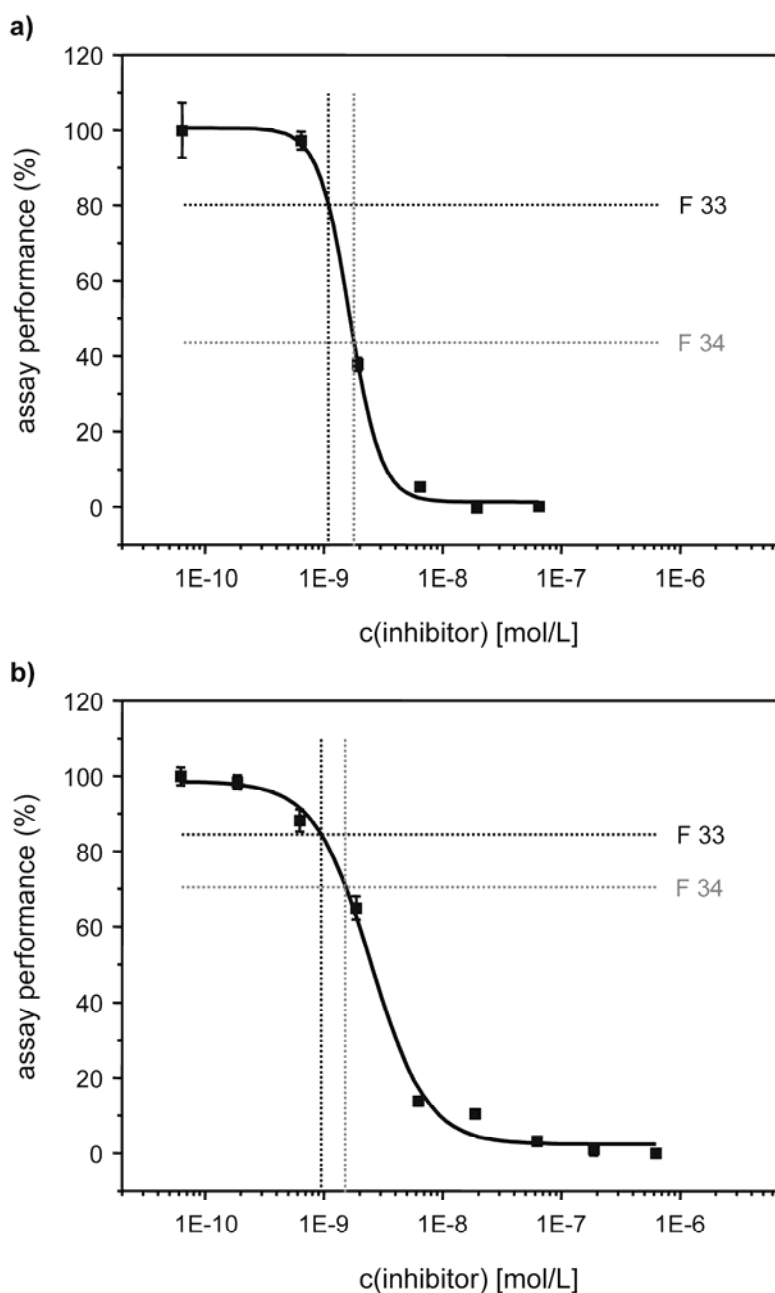 a)
120
100
80
60
40
20
0
assay performance (%)
F 33
F 34
1E-10 1E-9 1E-8 1E-7 1E-6
c(inhibitor) [mol/L]
b)
120
100
80
60
40
20
0
assay performance (%)
F 33
F 34
1E-10 1E-9 1E-8 1E-7 1E-6
c(inhibitor) [mol/L]